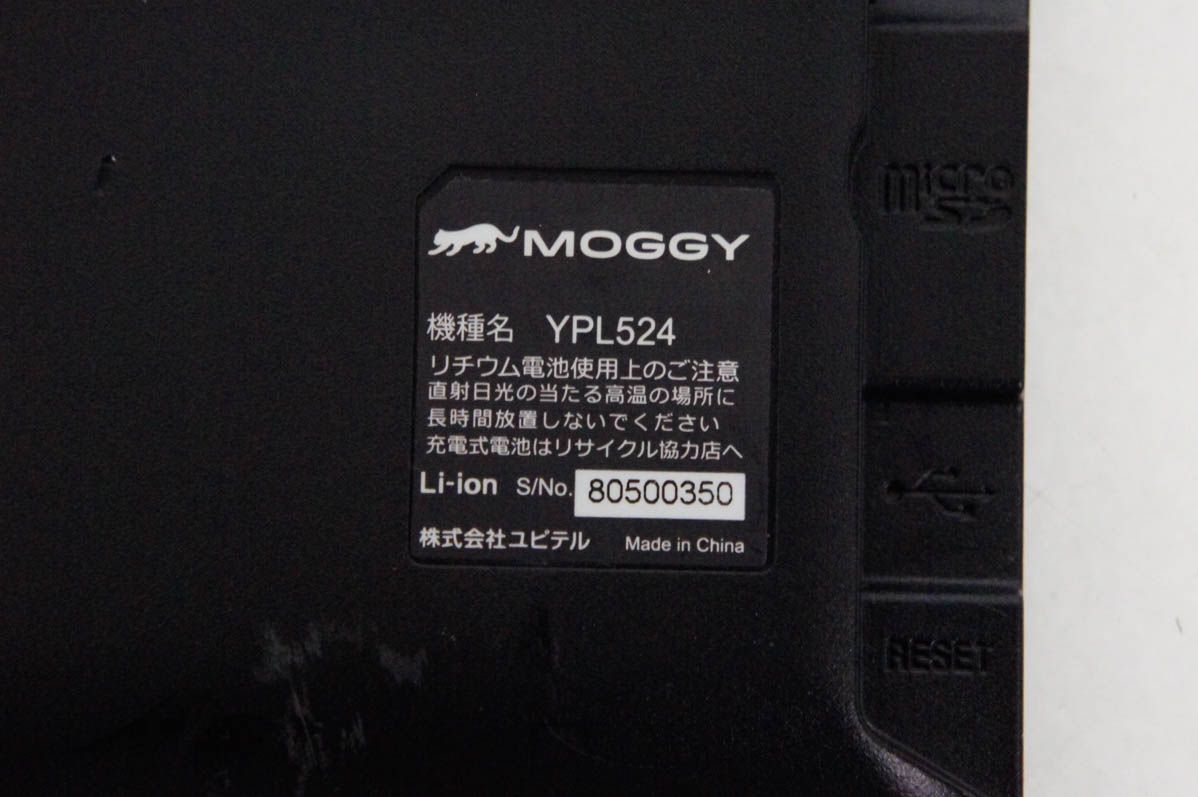 MOGGY
機種名 YPL524
リチウム電池使用上のご注意
直射日光の当たる高温の場所に
長時間放置しないでください
充電式電池はリサイクル協力店へ
Li-ion S/No. 80500350
株式会社ユピテル Made in China
micro
SD
RESET